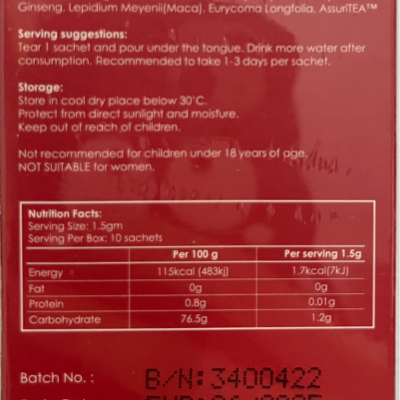 Ginseng, Lepidium Meyenii(Maca), Eurycoma Longfolia, AssuriTEA™
Serving suggestions:
Tear 1 sachet and pour under the tongue. Drink more water after
consumption. Recommended to take 1-3 days per sachet.
Storage:
Store in cool dry place below 30°C.
Protect from direct sunlight and moisture.
Keep out of reach of children.
Not recommended for children under 18 years of age.
NOT SUITABLE for women.
Nutrition Facts:
Serving Size: 1.5gm
Serving Per Box: 10 sachets
Per 100 g Per serving 1.5g
Energy 115kcal (483kj) 1.7kcal(7kJ)
Fat 0g 0g
Protein 0.8g 0.01g
Carbohydrate 76.5g 1.2g
Batch No. : B/N: 3400422